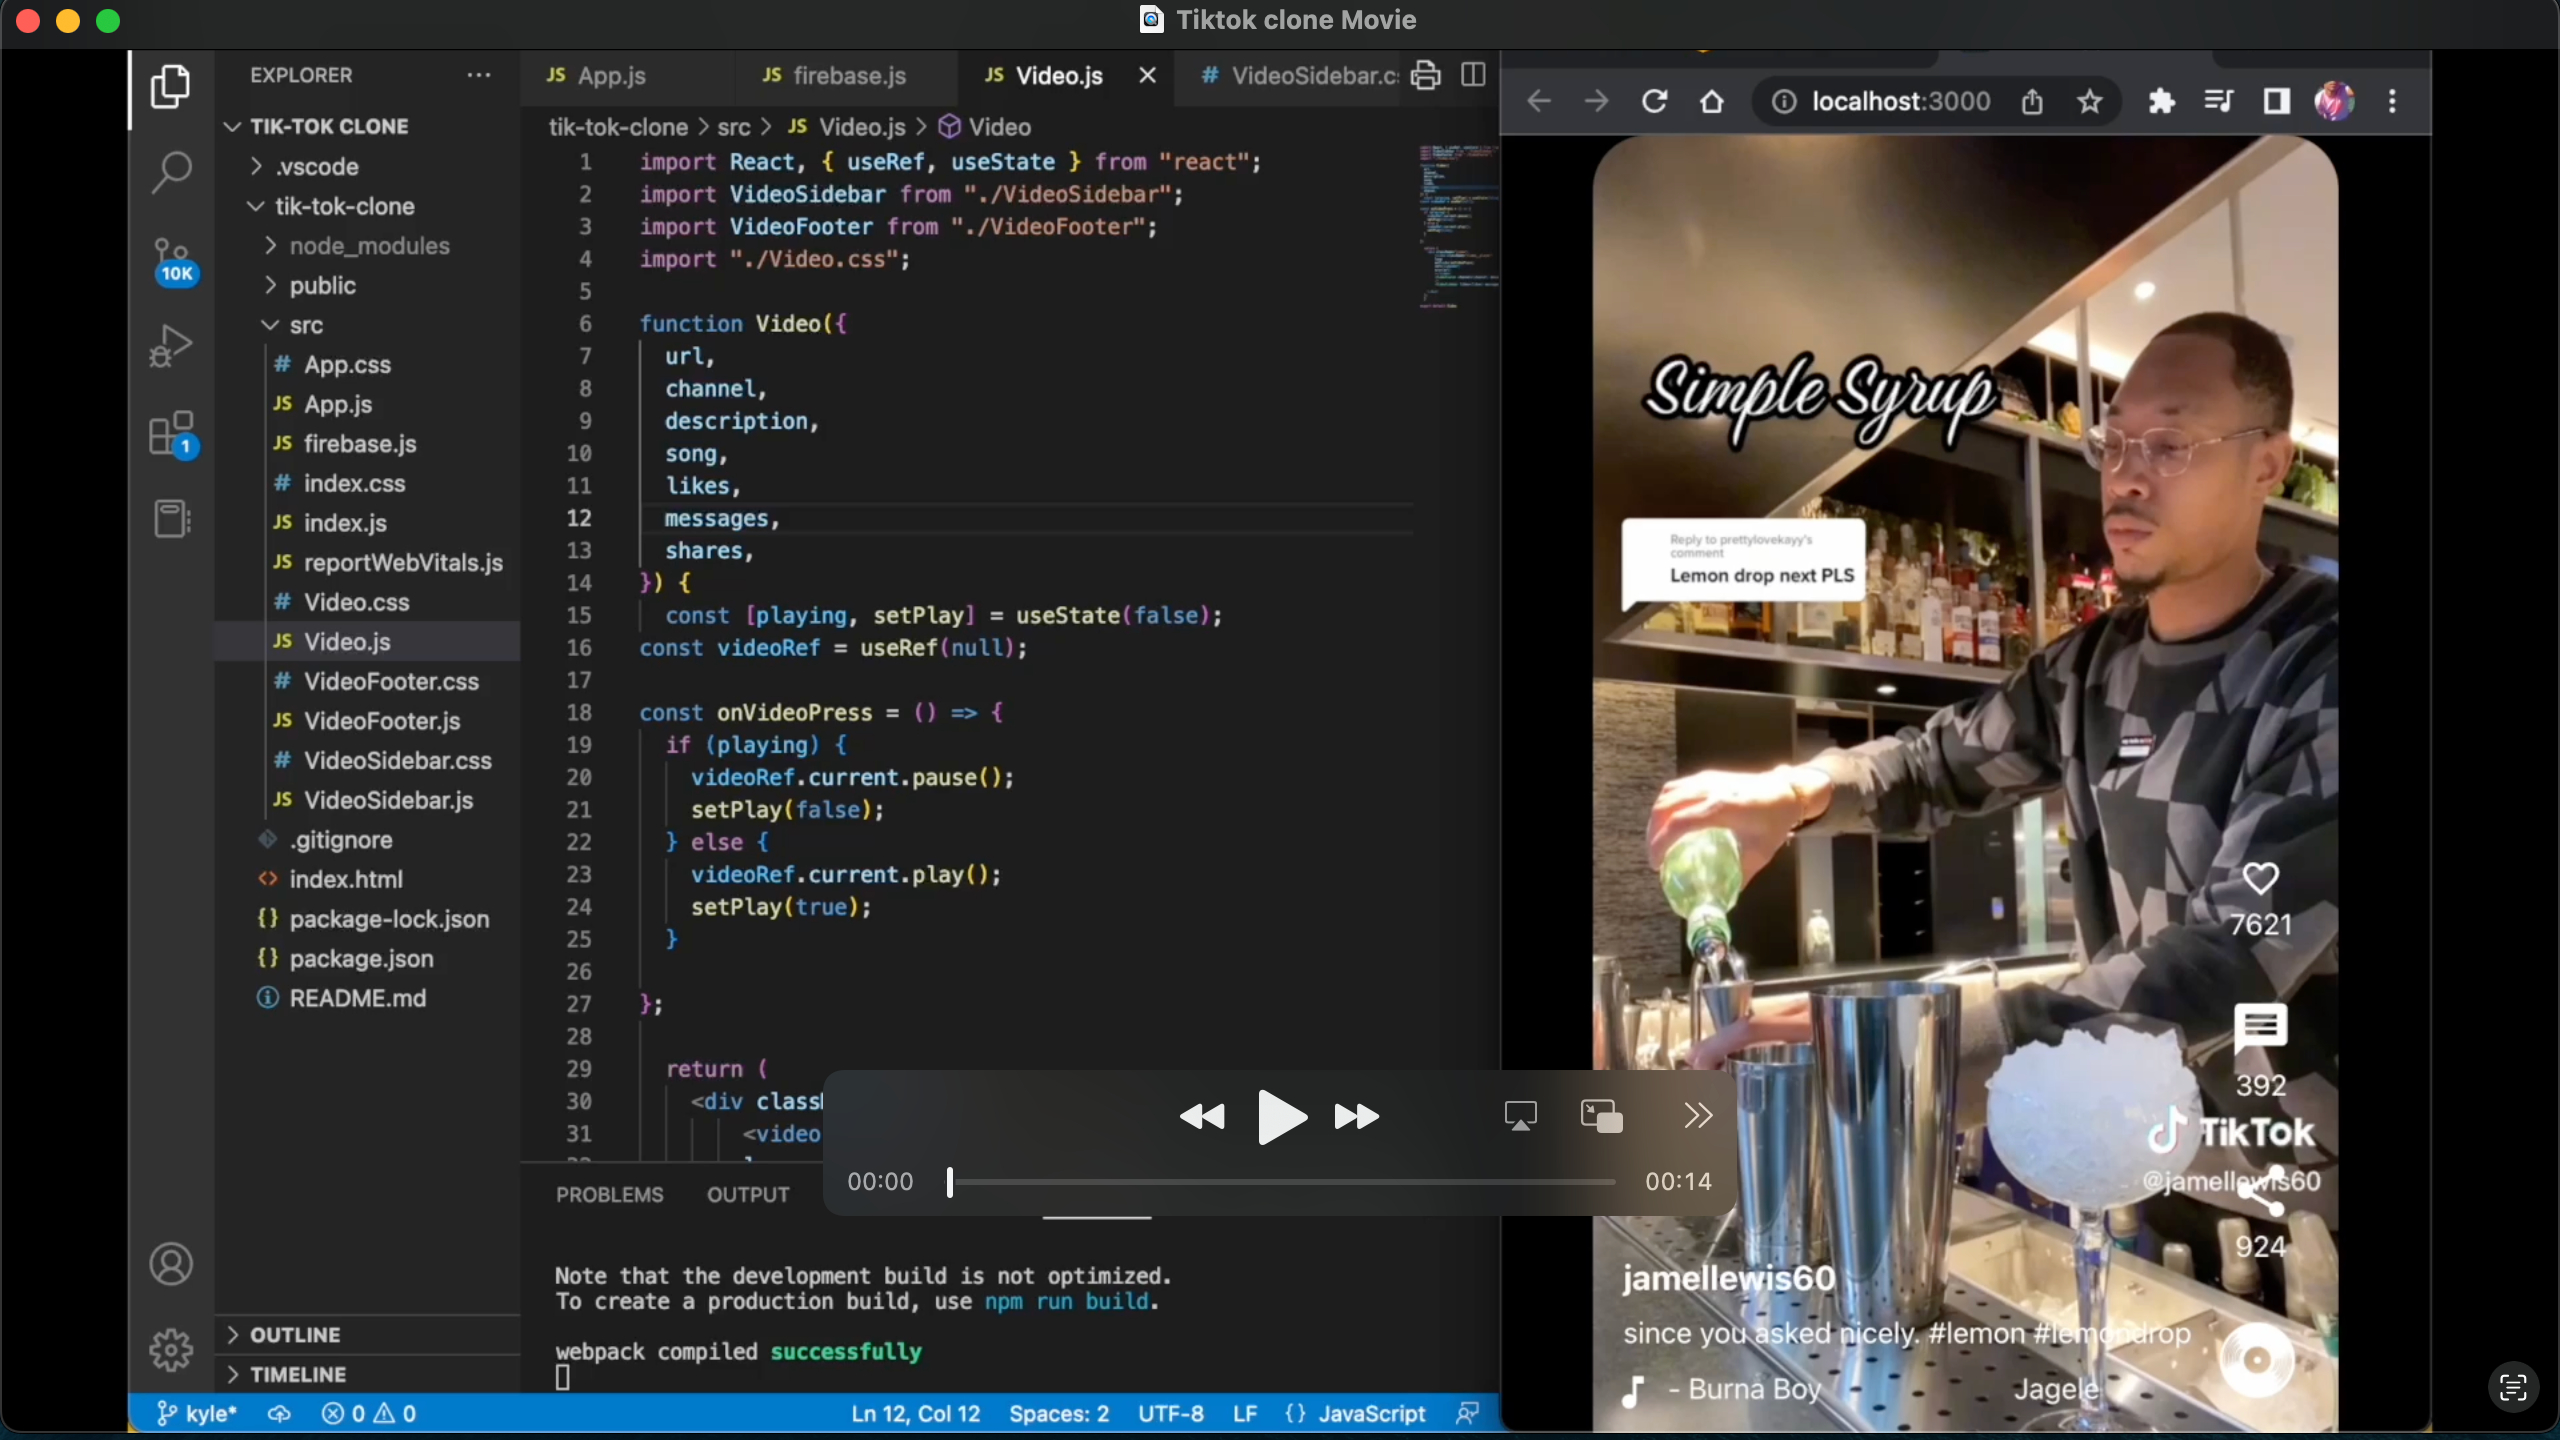 Tiktok clone Movie
EXPLORER
TIK-TOK CLONE
.vscode
tik-tok-clone
node_modules
public
src
App.css
App.js
firebase.js
index.css
index.js
reportWebVitals.js
Video.css
Video.js
VideoFooter.css
VideoFooter.js
VideoSidebar.css
VideoSidebar.js
.gitignore
index.html
package-lock.json
package.json
README.md
OUTLINE
TIMELINE
10K
1
JS App.js
JS firebase.js
JS Video.js
# VideoSidebar.cs
tik-tok-clone > src > JS Video.js > Video
1 import React, { useRef, useState } from "react";
2 import VideoSidebar from "./VideoSidebar";
3 import VideoFooter from "./VideoFooter";
4 import "./Video.css";
5
6 function Video({
7 url,
8 channel,
9 description,
10 song,
11 likes,
12 messages,
13 shares,
14 }) {
15 const [playing, setPlay] = useState(false);
16 const videoRef = useRef(null);
17
18 const onVideoPress = () => {
19 if (playing) {
20 videoRef.current.pause();
21 setPlay(false);
22 } else {
23 videoRef.current.play();
24 setPlay(true);
25 }
26
27 };
28
29 return (
30 <div class
31 <video
00:00
00:14
PROBLEMS OUTPUT
Note that the development build is not optimized.
To create a production build, use npm run build.
webpack compiled successfully
kyle* 0 0 Ln 12, Col 12 Spaces: 2 UTF-8 LF {} JavaScript
localhost:3000
Simple Syrup
Reply to prettylovekayy's
comment
Lemon drop next PLS
7621
392
TikTok
@jamellewis60
924
jamellewis60
since you asked nicely. #lemon #lemondrop
- Burna Boy Jagele